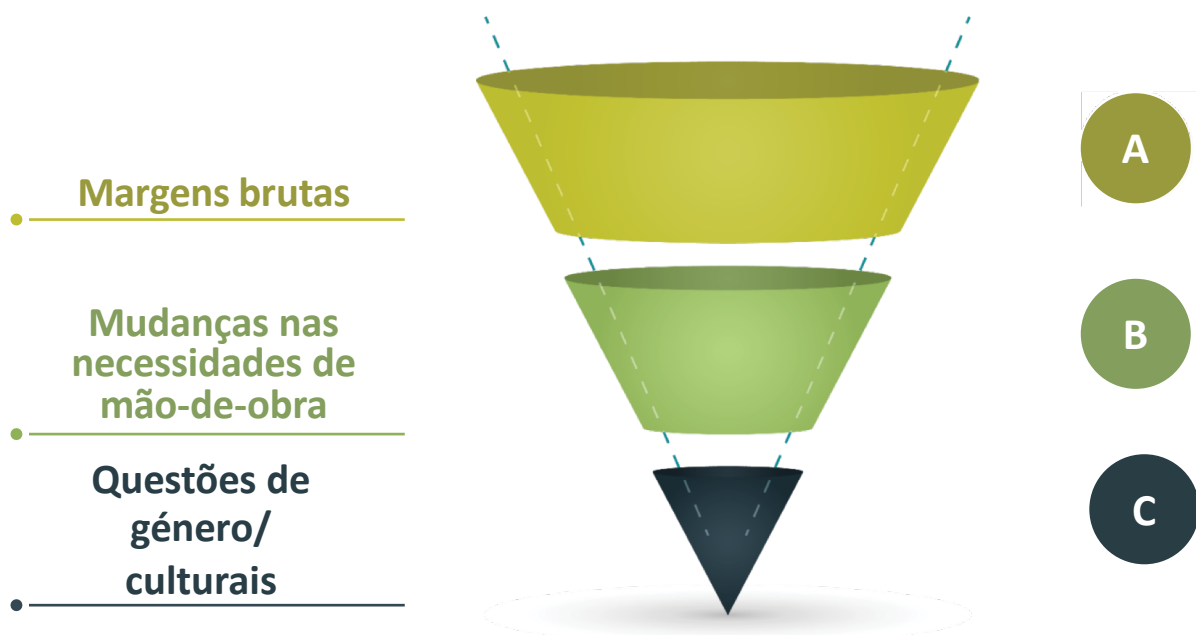 Margens brutas
A
Mudanças nas
necessidades de
mão-de-obra
B
Questões de
género/
culturais
C